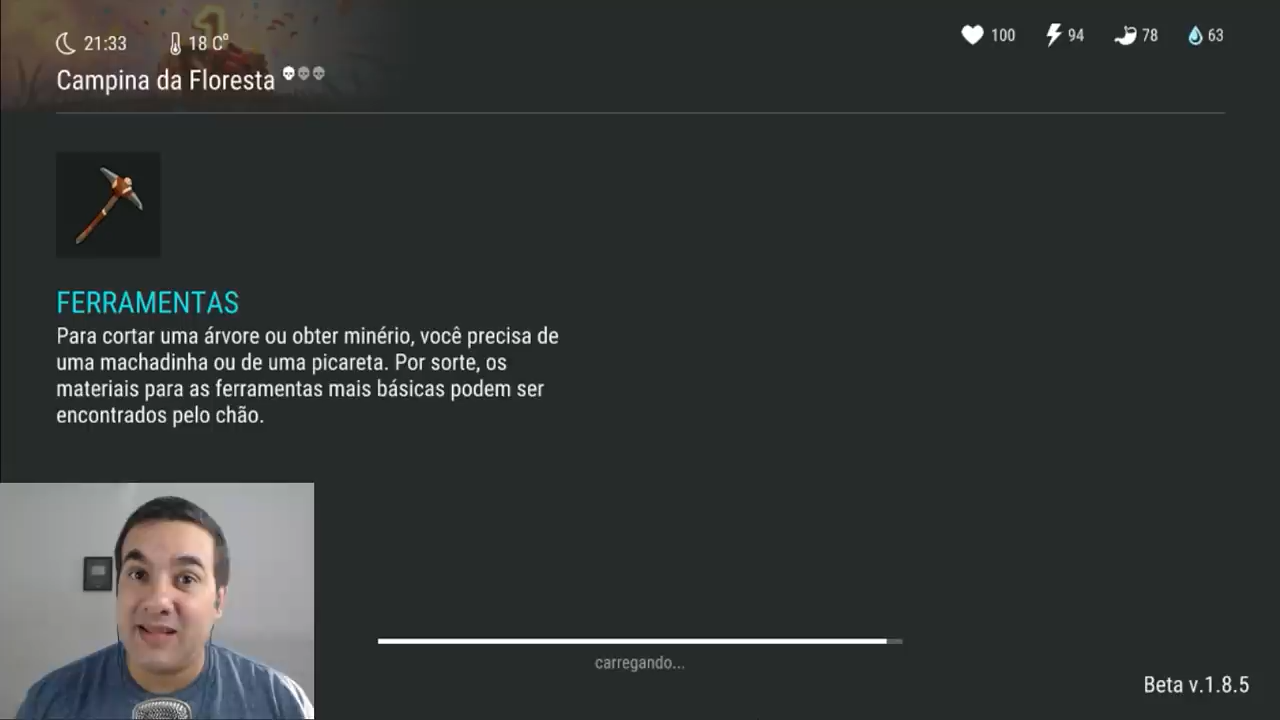 21:33
18 C°
100
94
78
63
Campina da Floresta
FERRAMENTAS
Para cortar uma árvore ou obter minério, você precisa de
uma machadinha ou de uma picareta. Por sorte, os
materiais para as ferramentas mais básicas podem ser
encontrados pelo chão.
carregando...
Beta v.1.8.5